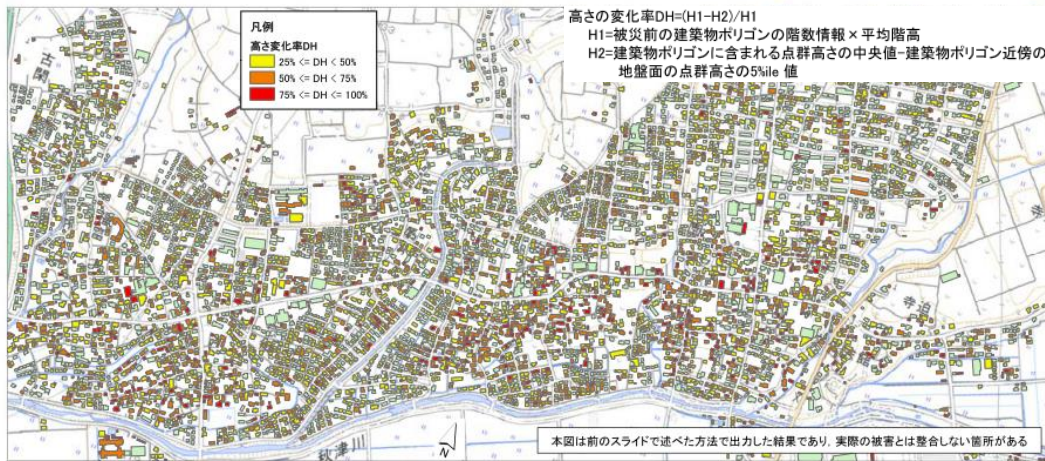 高さの変化率DH=(H1-H2)/H1
H1=被災前の建築物ポリゴンの階数情報×平均階高
H2=建築物ポリゴンに含まれる点群高さの中央値-建築物ポリゴン近傍の
地盤面の点群高さの5%ile 値
凡例
高さ変化率DH
25% <= DH < 50%
50% <= DH < 75%
75% <= DH <= 100%
古閑
秋津川
N
本図は前のスライドで述べた方法で出力した結果であり，実際の被害とは整合しない箇所がある